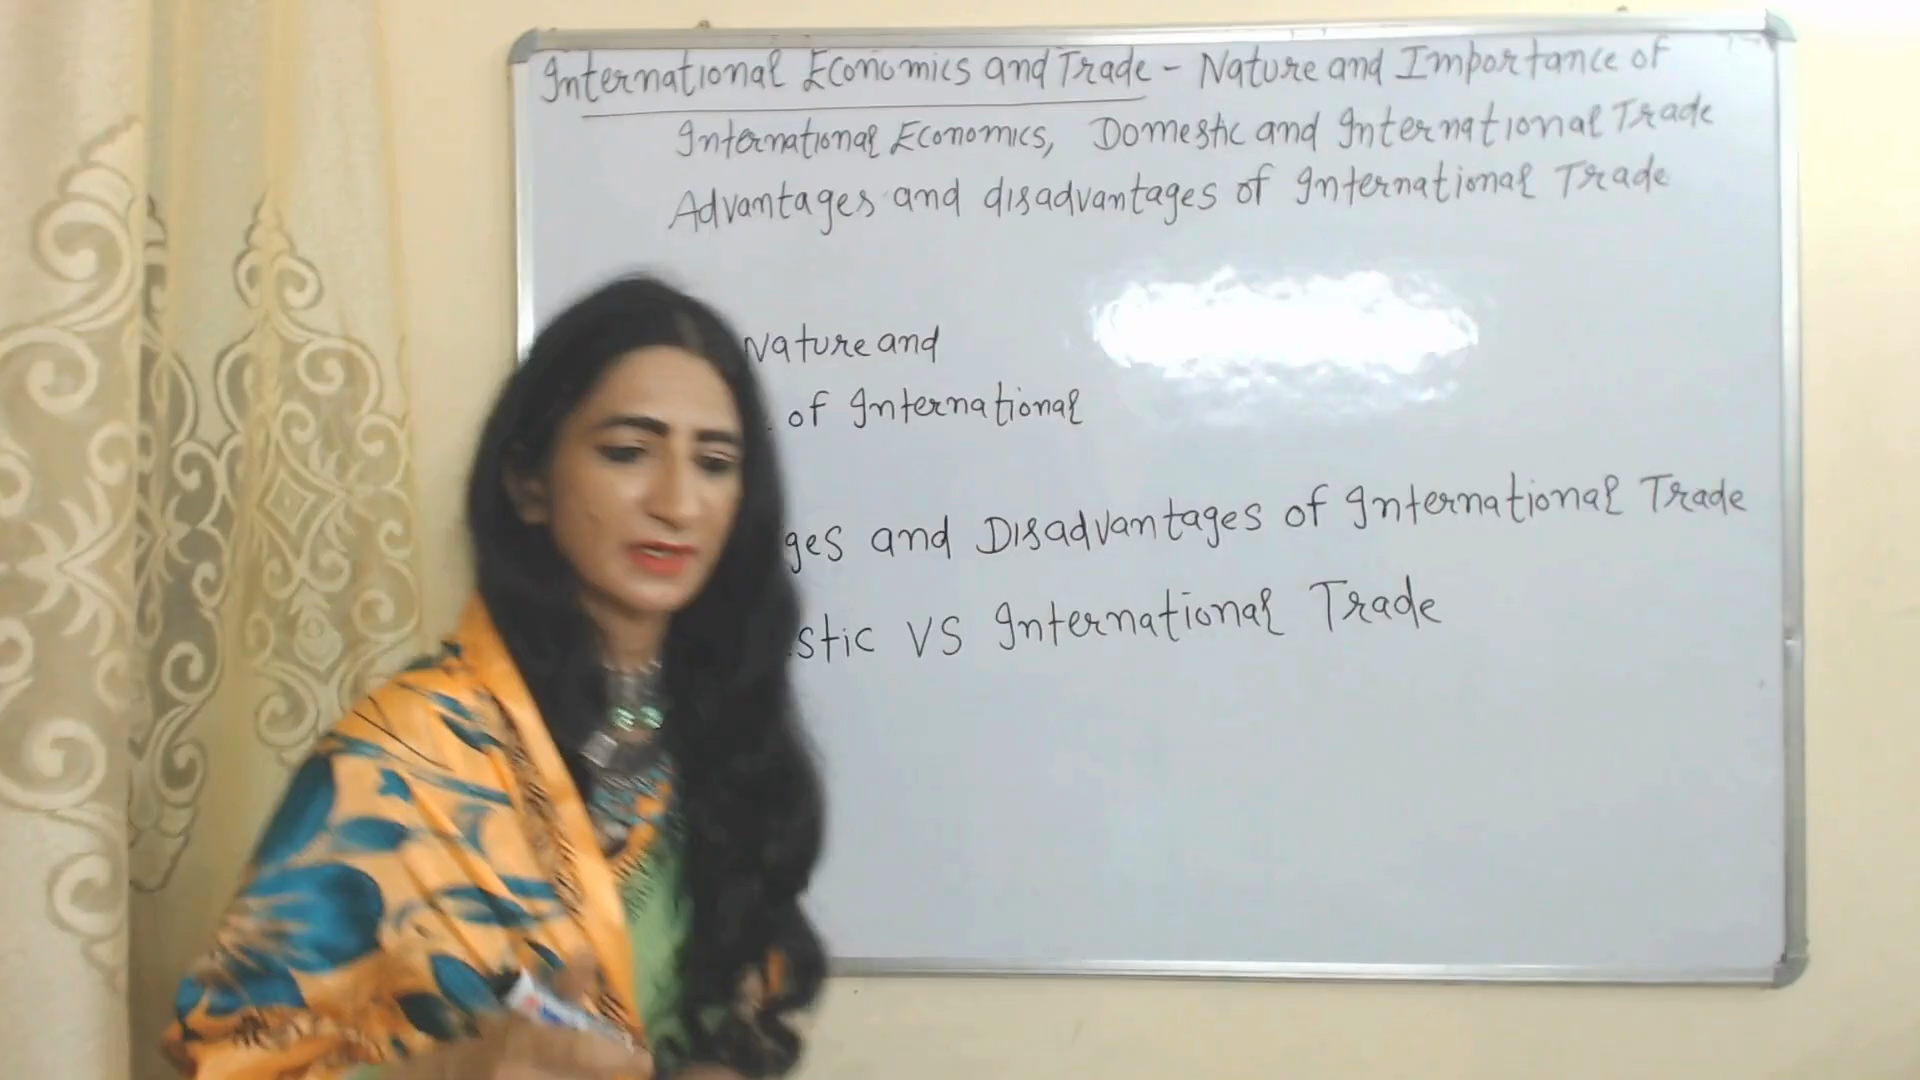 International Economics and Trade - Nature and Importance of
International Economics, Domestic and International Trade
Advantages and disadvantages of International Trade
Nature and
of International
ges and Disadvantages of International Trade
stic VS International Trade